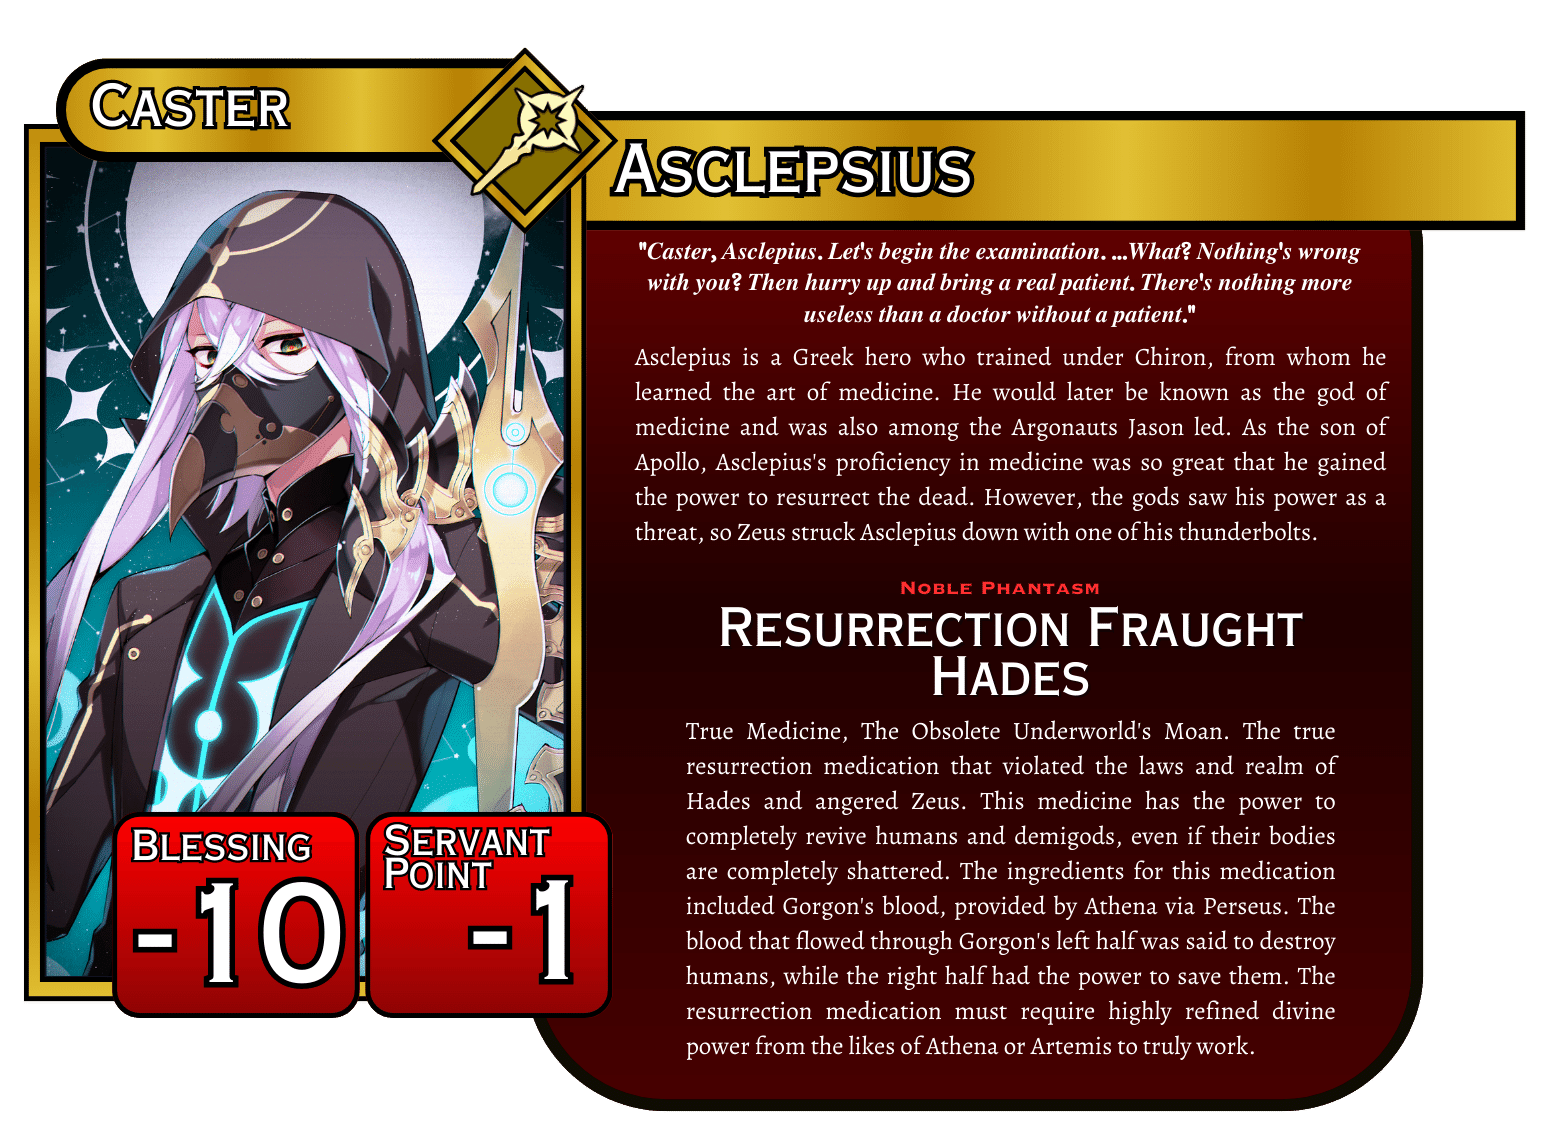 CASTER
ASCLEPSIUS
"Caster, Asclepius. Let's begin the examination. ...What? Nothing's wrong
with you? Then hurry up and bring a real patient. There's nothing more
useless than a doctor without a patient."
Asclepius is a Greek hero who trained under Chiron, from whom he
learned the art of medicine. He would later be known as the god of
medicine and was also among the Argonauts Jason led. As the son of
Apollo, Asclepius's proficiency in medicine was so great that he gained
the power to resurrect the dead. However, the gods saw his power as a
threat, so Zeus struck Asclepius down with one of his thunderbolts.
NOBLE PHANTASM
RESURRECTION FRAUGHT
HADES
True Medicine, The Obsolete Underworld's Moan. The true
resurrection medication that violated the laws and realm of
Hades and angered Zeus. This medicine has the power to
completely revive humans and demigods, even if their bodies
are completely shattered. The ingredients for this medication
included Gorgon's blood, provided by Athena via Perseus. The
blood that flowed through Gorgon's left half was said to destroy
humans, while the right half had the power to save them. The
resurrection medication must require highly refined divine
power from the likes of Athena or Artemis to truly work.
BLESSING
-10
SERVANT
POINT
-1